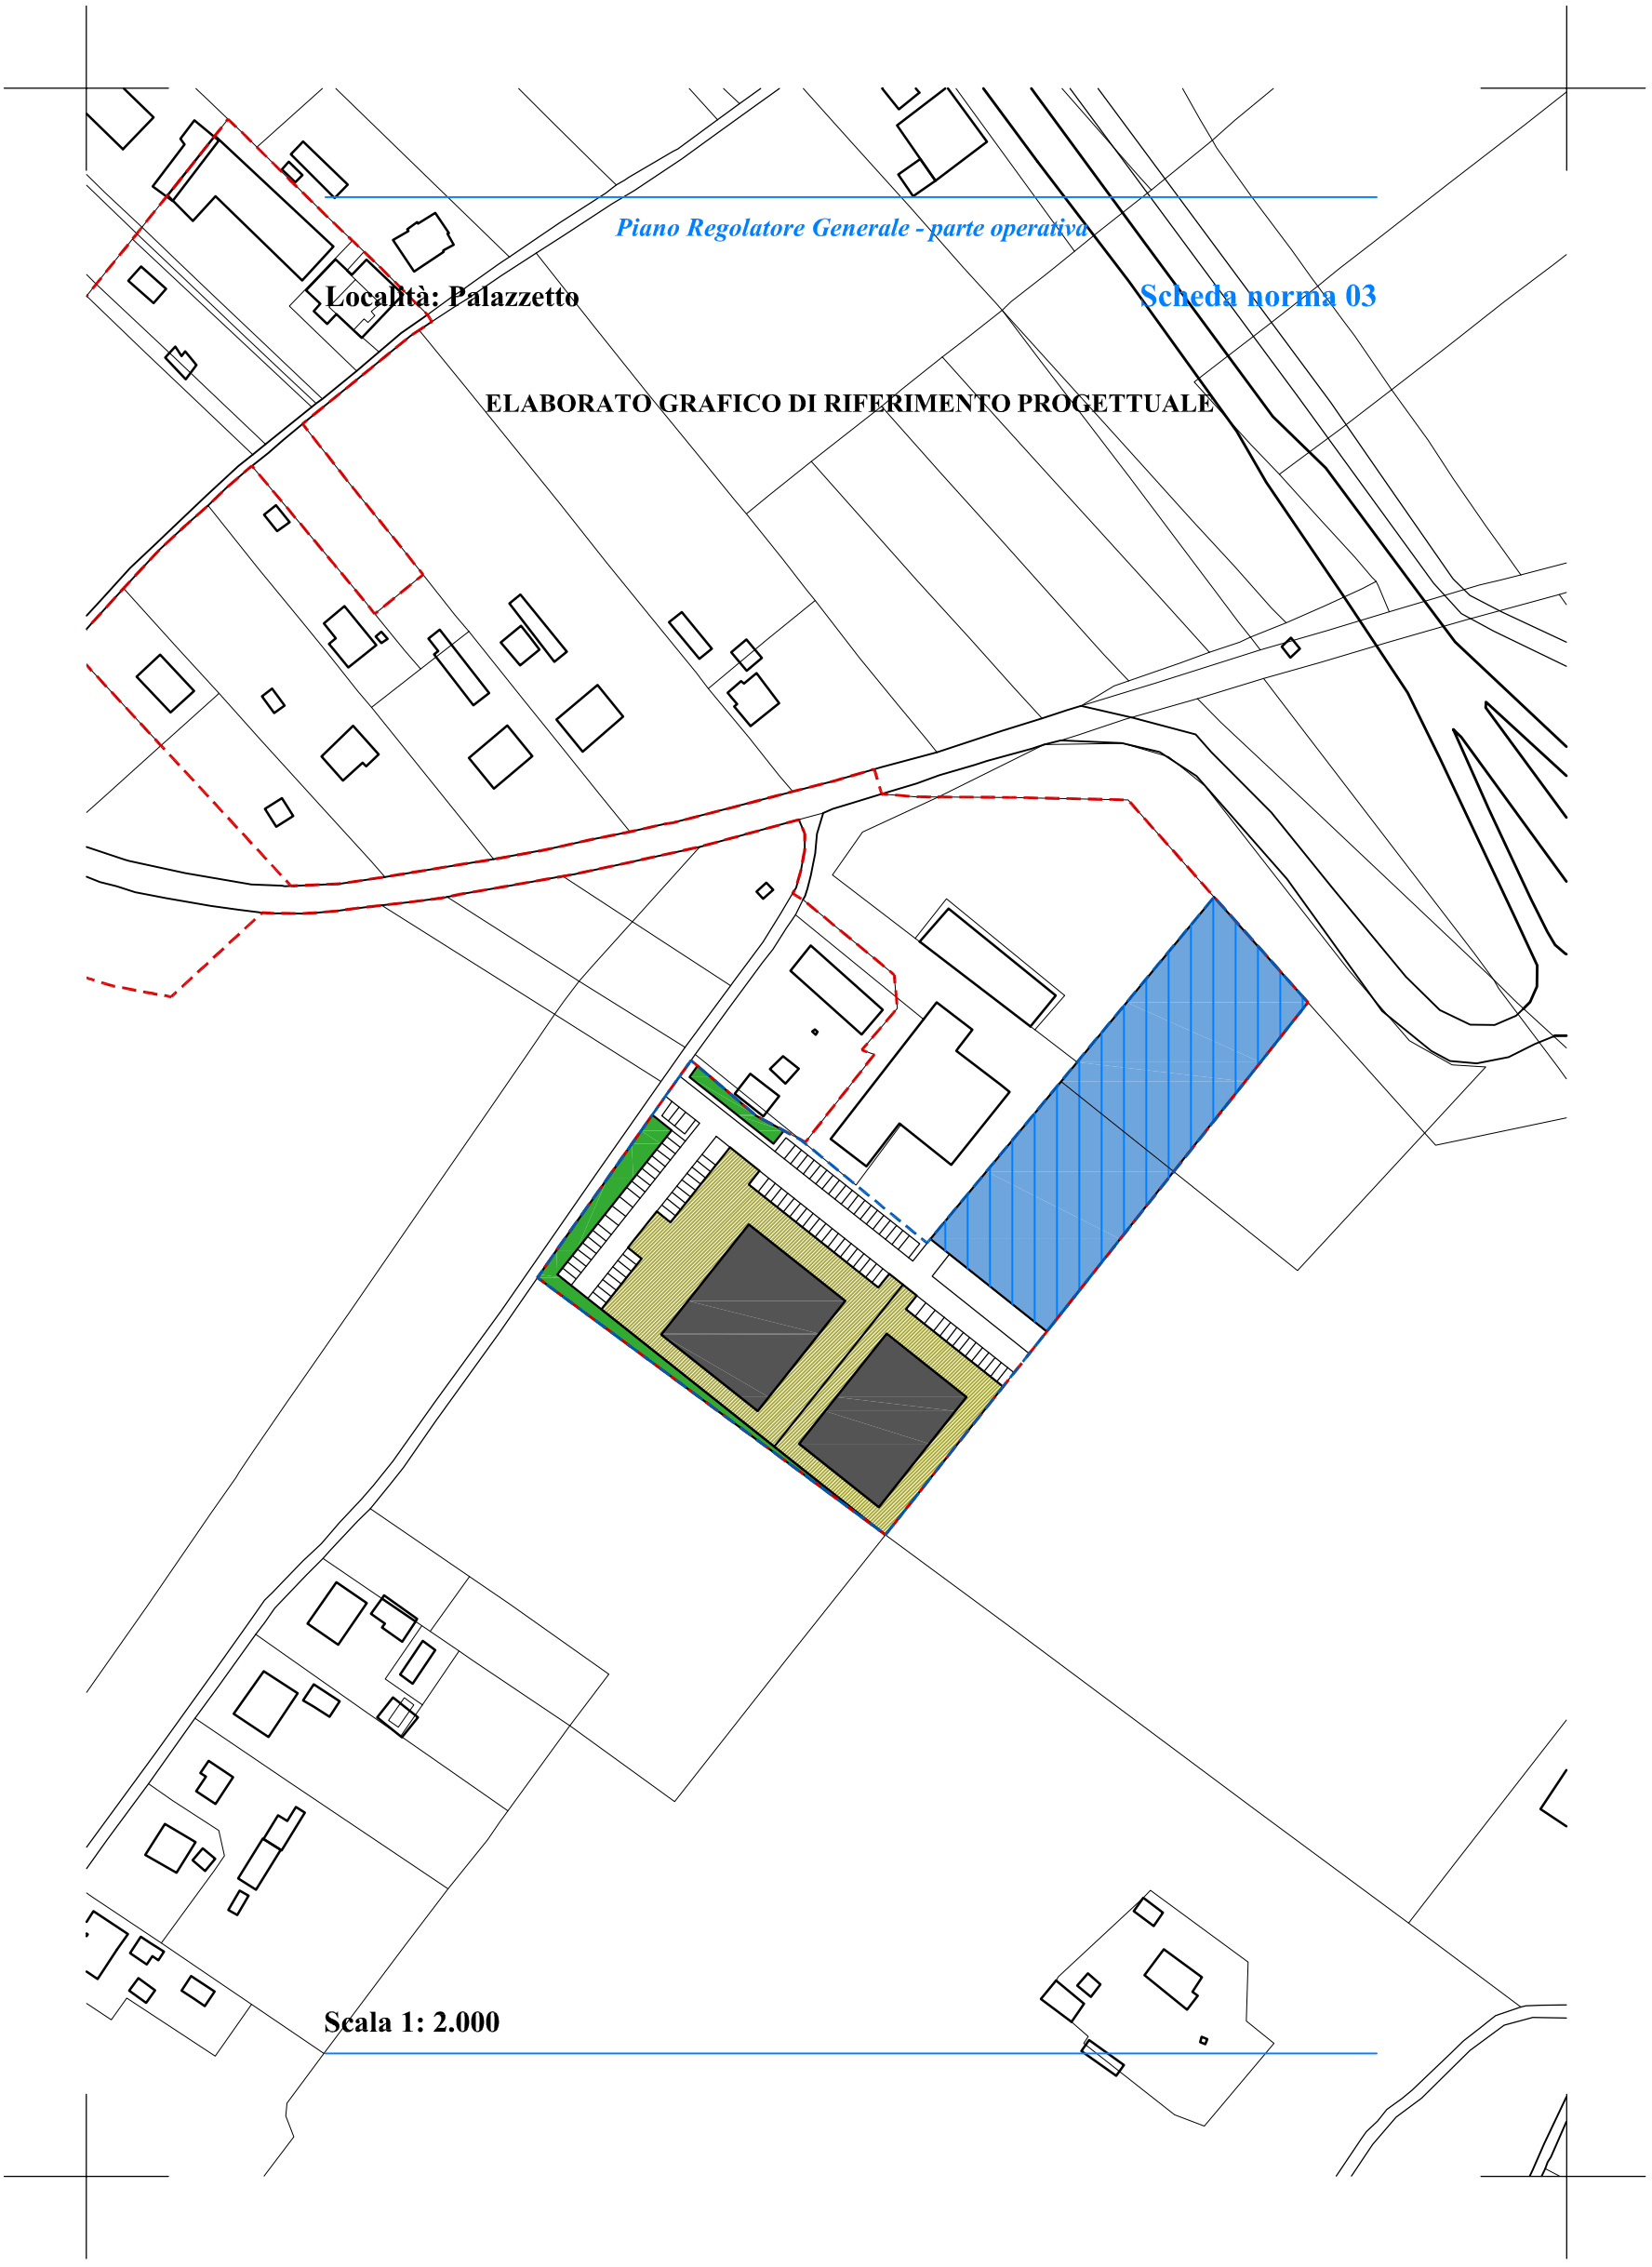 Piano Regolatore Generale - parte operativa
Località: Palazzetto
Scheda norma 03
ELABORATO GRAFICO DI RIFERIMENTO PROGETTUALE
Scala 1: 2.000